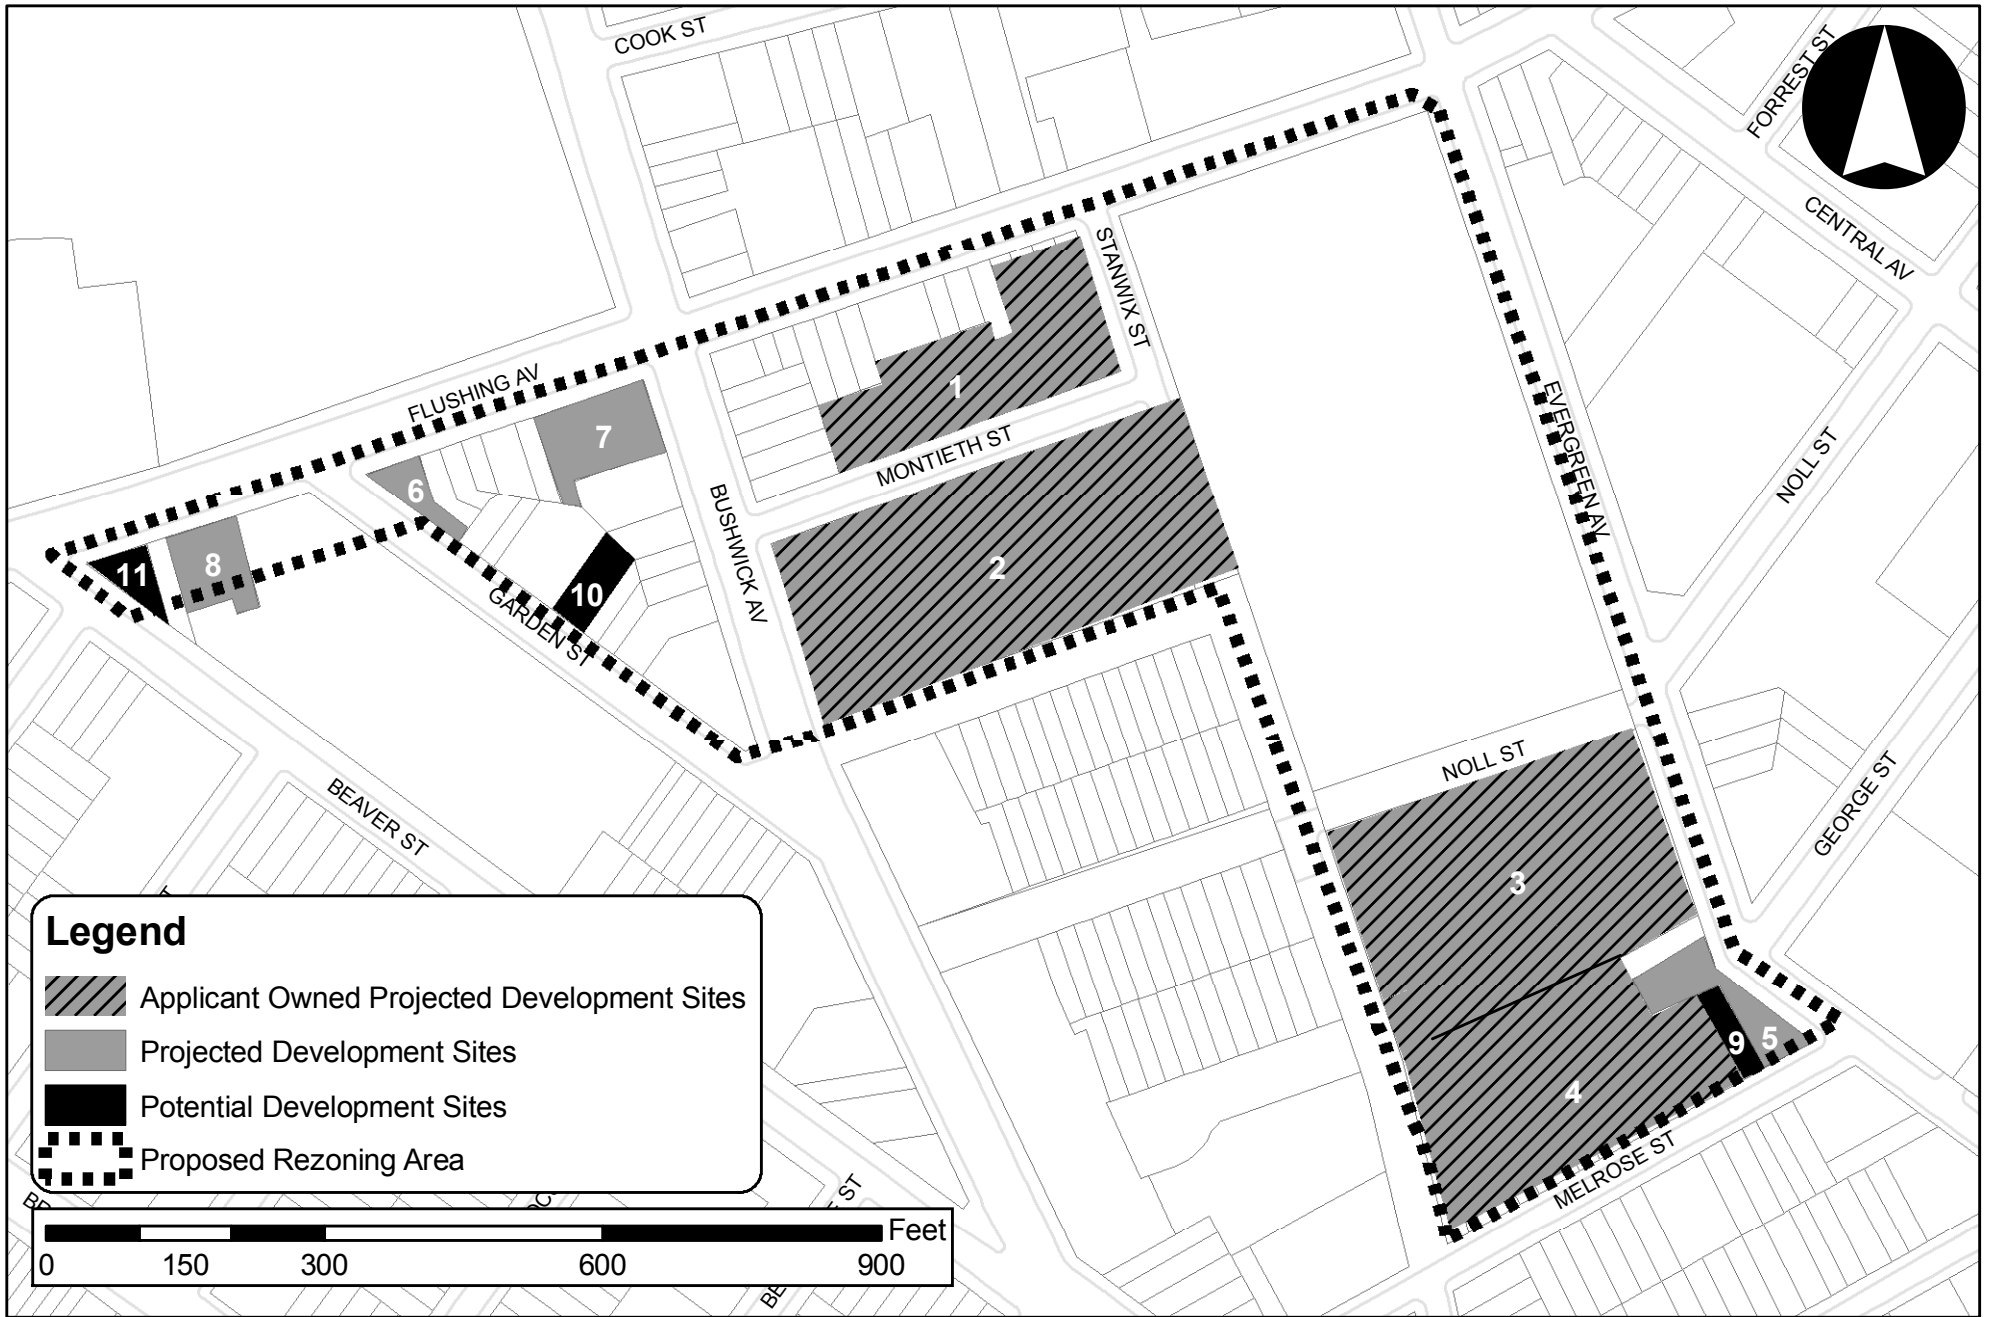 COOK ST
FORREST ST
CENTRAL AV
STANWIX ST
FLUSHING AV
1
7
6
MONTIETH ST
EVERGREEN AV
NOLL ST
BUSHWICK AV
11
8
10
2
GARDEN ST
NOLL ST
BEAVER ST
GEORGE ST
3
9
5
4
MELROSE ST
Legend
Applicant Owned Projected Development Sites
Projected Development Sites
Potential Development Sites
Proposed Rezoning Area
ST
Feet
0 150 300 600 900